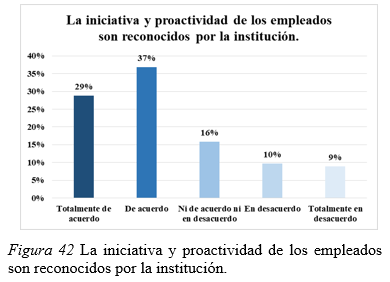 La iniciativa y proactividad de los empleados
son reconocidos por la institución.
40%
35%
30%
25%
20%
15%
10%
5%
0%
29%
37%
16%
10%
9%
Totalmente de
acuerdo
De acuerdo
Ni de acuerdo ni
en desacuerdo
En desacuerdo
Totalmente en
desacuerdo
Figura 42 La iniciativa y proactividad de los empleados
son reconocidos por la institución.